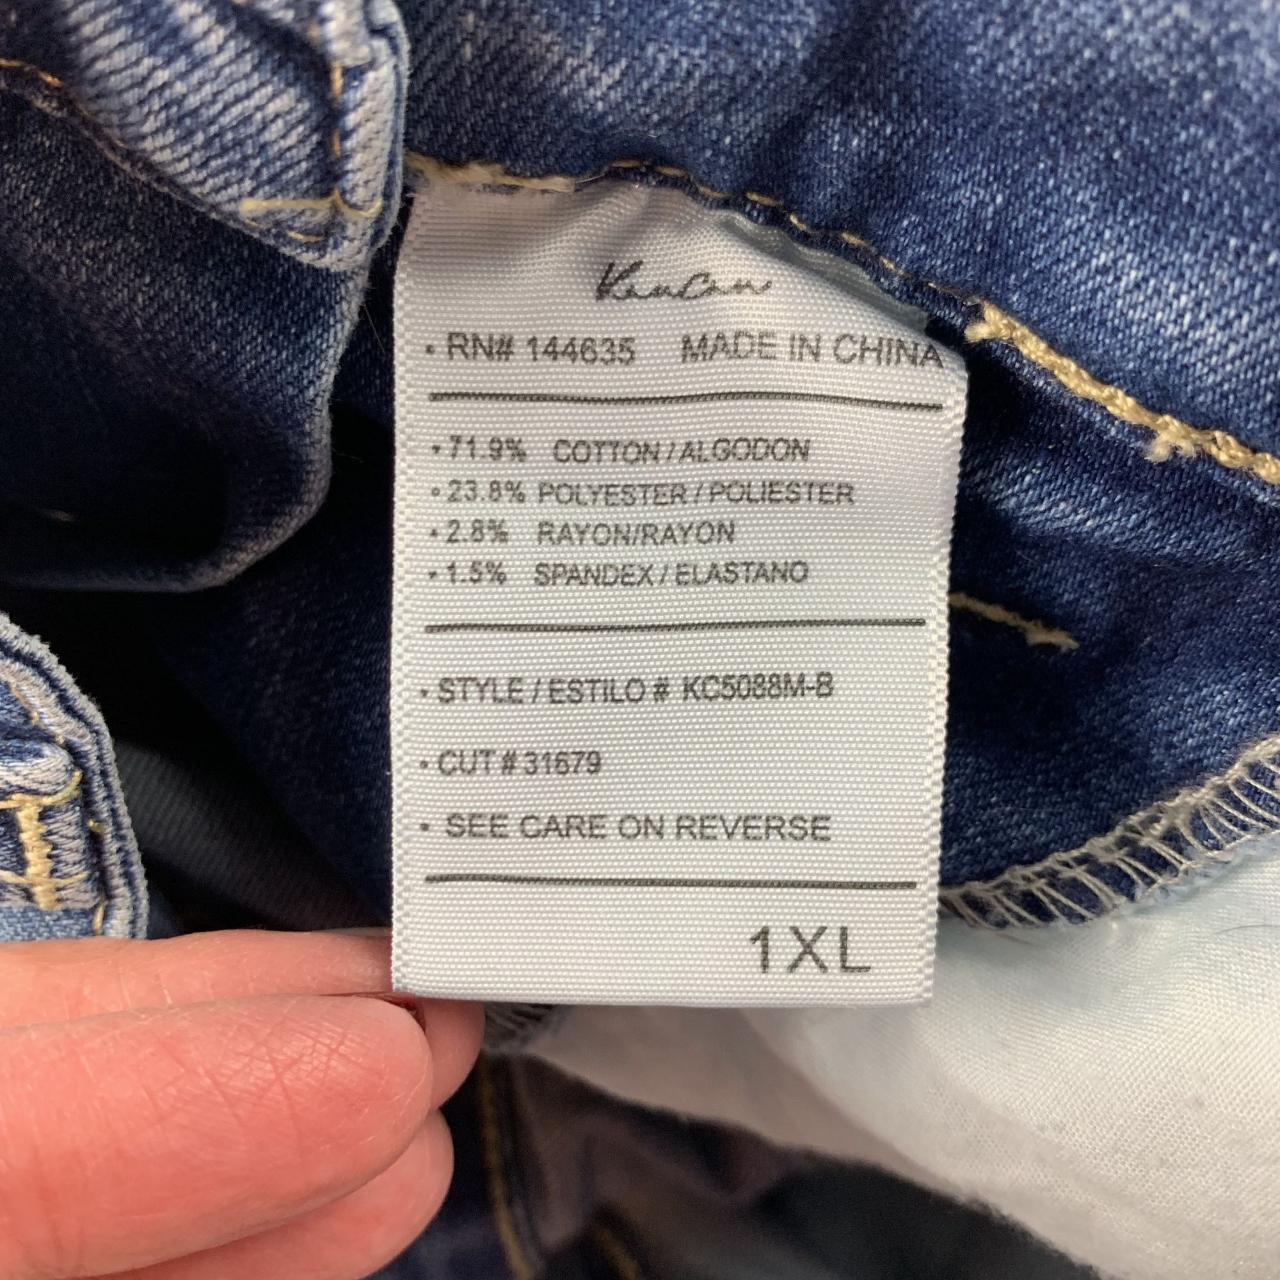 KanCan
• RN# 144635 MADE IN CHINA
• 71.9% COTTON / ALGODON
• 23.8% POLYESTER / POLIESTER
• 2.8% RAYON/RAYON
• 1.5% SPANDEX / ELASTANO
• STYLE / ESTILO # KC5088M-B
• CUT # 31679
• SEE CARE ON REVERSE
1XL